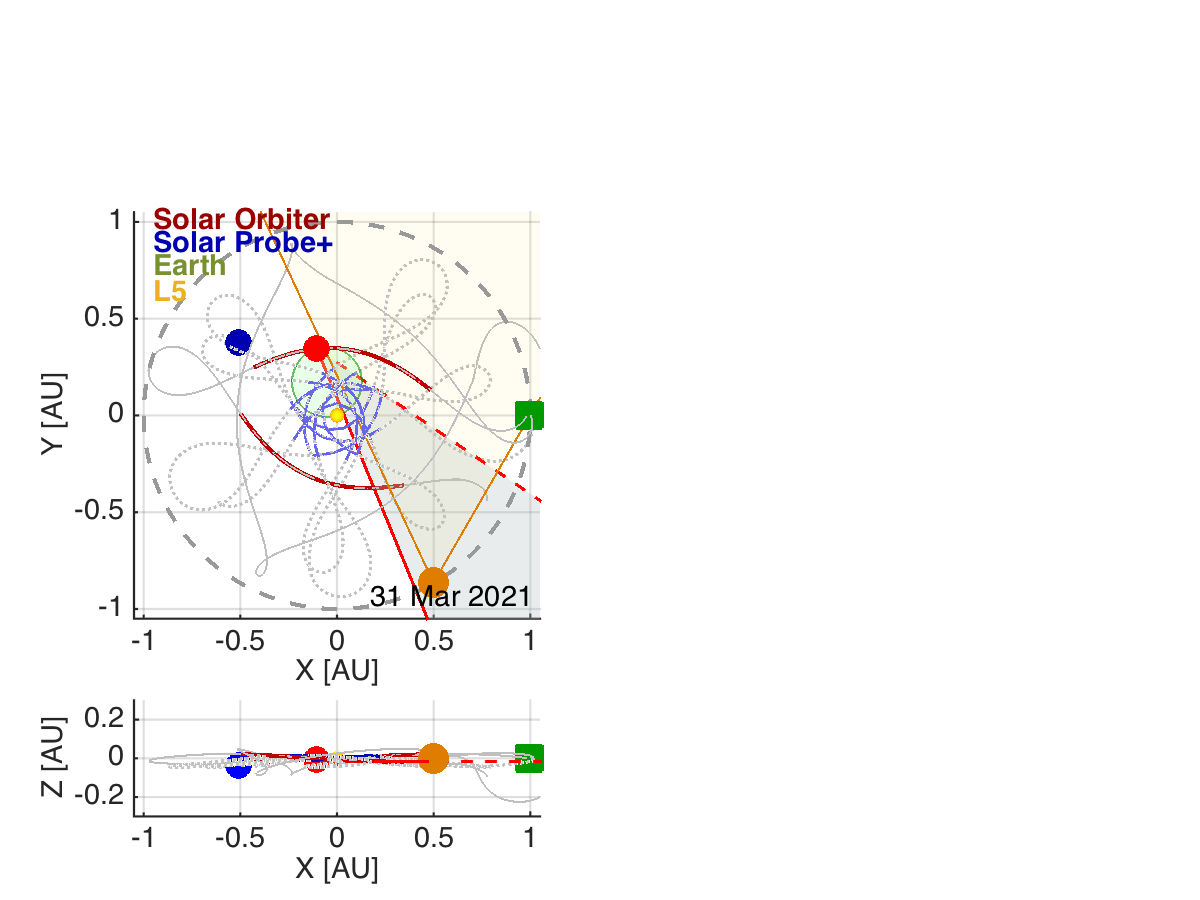 Solar Orbiter
Solar Probe+
Earth
L5
1
0.5
0
-0.5
-1
Y [AU]
31 Mar 2021
-1 -0.5 0 0.5 1
X [AU]
0.2
0
-0.2
Z [AU]
-1 -0.5 0 0.5 1
X [AU]